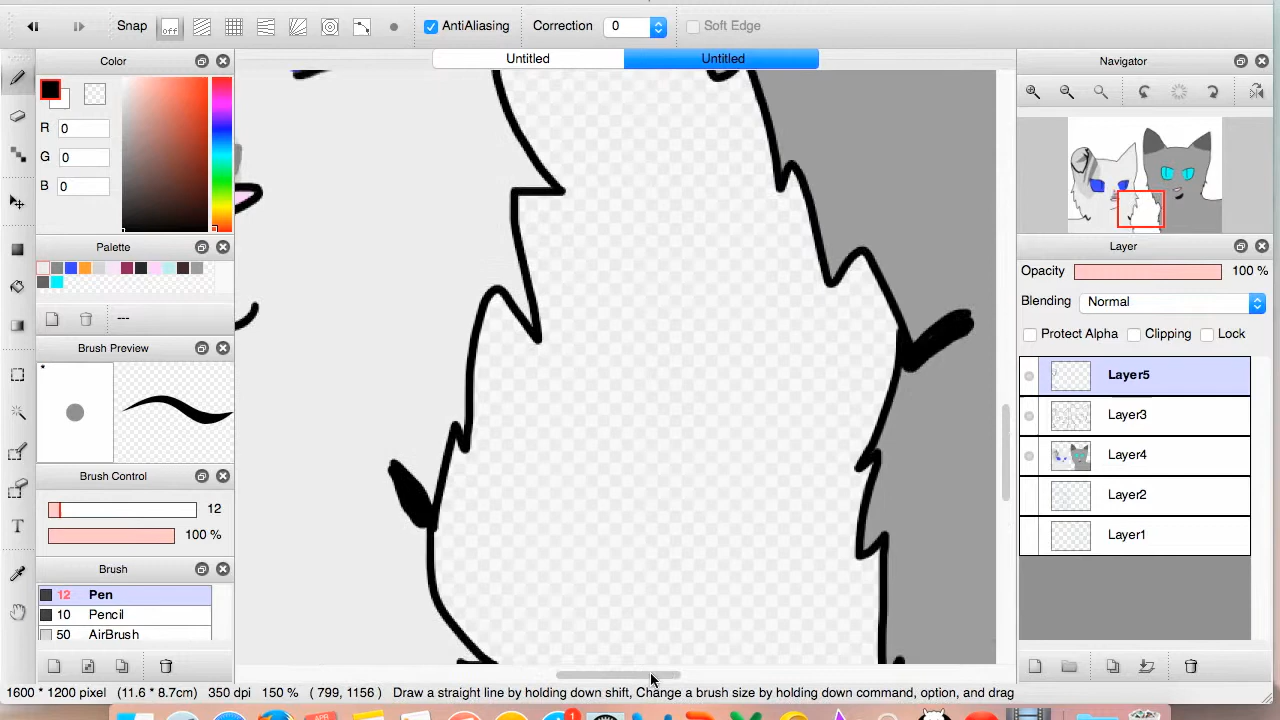 Snap off AntiAliasing Correction 0 Soft Edge
Color Untitled Untitled Navigator
R 0
G 0
B 0
Palette
Layer
Opacity 100 %
Blending Normal
---
Protect Alpha Clipping Lock
Brush Preview
*
Layer5
Layer3
Layer4
Layer2
Layer1
Brush Control
12
100 %
Brush
12 Pen
10 Pencil
50 AirBrush
T
1600 * 1200 pixel (11.6 * 8.7cm) 350 dpi 150 % ( 799, 1156 ) Draw a straight line by holding down shift, Change a brush size by holding down command, option, and drag
APR
1